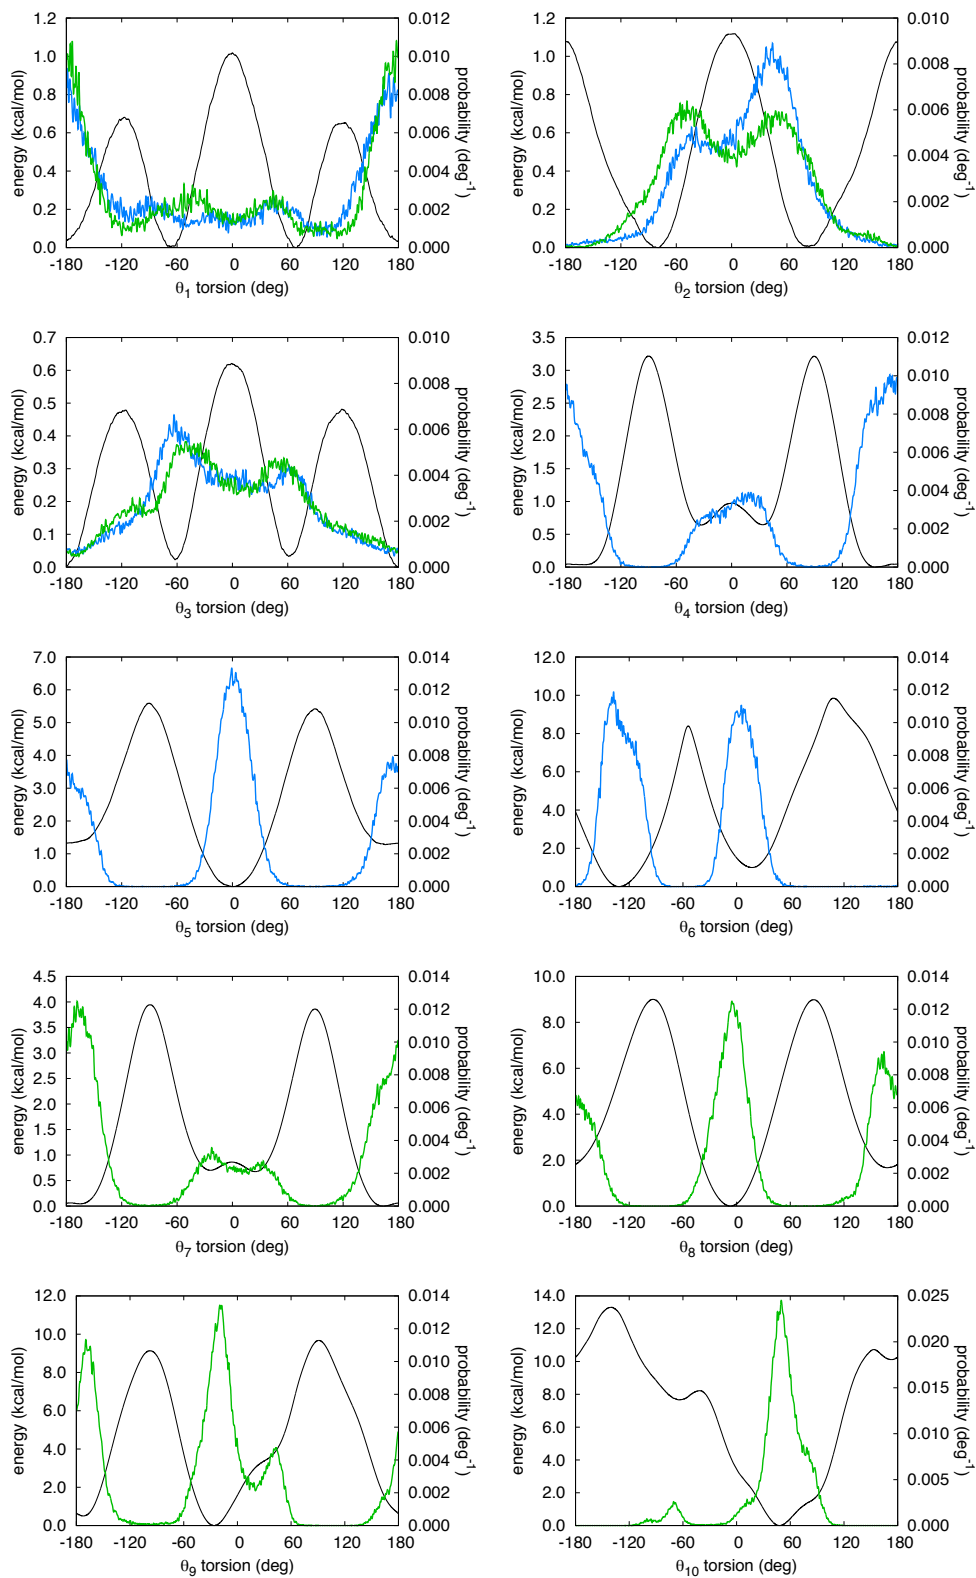 1.2 1.0 0.8 0.6 0.4 0.2 0.0
energy (kcal/mol)
0.012 0.010 0.008 0.006 0.004 0.002 0.000
probability (deg-1)
-180 -120 -60 0 60 120 180
θ1 torsion (deg)
1.2 1.0 0.8 0.6 0.4 0.2 0.0
energy (kcal/mol)
0.010 0.008 0.006 0.004 0.002 0.000
probability (deg-1)
-180 -120 -60 0 60 120 180
θ2 torsion (deg)
0.7 0.6 0.5 0.4 0.3 0.2 0.1 0.0
energy (kcal/mol)
0.010 0.008 0.006 0.004 0.002 0.000
probability (deg-1)
-180 -120 -60 0 60 120 180
θ3 torsion (deg)
3.5 3.0 2.5 2.0 1.5 1.0 0.5 0.0
energy (kcal/mol)
0.012 0.010 0.008 0.006 0.004 0.002 0.000
probability (deg-1)
-180 -120 -60 0 60 120 180
θ4 torsion (deg)
7.0 6.0 5.0 4.0 3.0 2.0 1.0 0.0
energy (kcal/mol)
0.014 0.012 0.010 0.008 0.006 0.004 0.002 0.000
probability (deg-1)
-180 -120 -60 0 60 120 180
θ5 torsion (deg)
12.0 10.0 8.0 6.0 4.0 2.0 0.0
energy (kcal/mol)
0.014 0.012 0.010 0.008 0.006 0.004 0.002 0.000
probability (deg-1)
-180 -120 -60 0 60 120 180
θ6 torsion (deg)
4.5 4.0 3.5 3.0 2.5 2.0 1.5 1.0 0.5 0.0
energy (kcal/mol)
0.014 0.012 0.010 0.008 0.006 0.004 0.002 0.000
probability (deg-1)
-180 -120 -60 0 60 120 180
θ7 torsion (deg)
10.0 8.0 6.0 4.0 2.0 0.0
energy (kcal/mol)
0.014 0.012 0.010 0.008 0.006 0.004 0.002 0.000
probability (deg-1)
-180 -120 -60 0 60 120 180
θ8 torsion (deg)
12.0 10.0 8.0 6.0 4.0 2.0 0.0
energy (kcal/mol)
0.014 0.012 0.010 0.008 0.006 0.004 0.002 0.000
probability (deg-1)
-180 -120 -60 0 60 120 180
θ9 torsion (deg)
14.0 12.0 10.0 8.0 6.0 4.0 2.0 0.0
energy (kcal/mol)
0.025 0.020 0.015 0.010 0.005 0.000
probability (deg-1)
-180 -120 -60 0 60 120 180
θ10 torsion (deg)